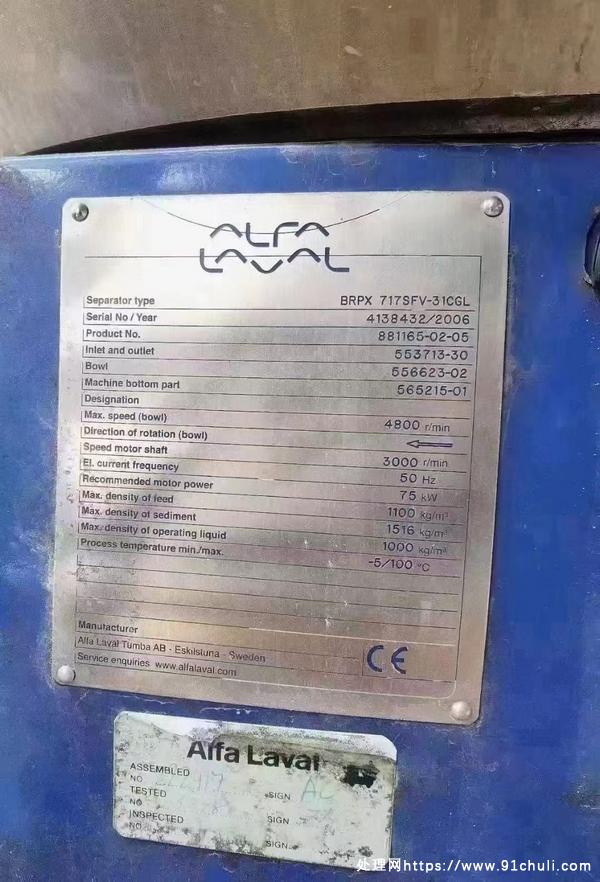 ALFA
LAVAL
Separator type BRPX 717SFV-31CGL
Serial No / Year 4138432/2006
Product No. 881165-02-05
Inlet and outlet 553713-30
Bowl 556623-02
Machine bottom part 565215-01
Designation
Max. speed (bowl) 4800 r/min
Direction of rotation (bowl)
Speed motor shaft 3000 r/min
El. current frequency 50 Hz
Recommended motor power 75 kW
Max. density of feed 1100 kg/m³
Max. density of sediment 1516 kg/m³
Max. density of operating liquid 1000 kg/m³
Process temperature min./max. -5/100 °C
Manufacturer
Alfa Laval Tumba AB - Eskilstuna - Sweden
Service enquiries www.alfalaval.com
CE
Alfa Laval
ASSEMBLED
NO SIGN AC
TESTED
NO SIGN
INSPECTED
NO. SIGN..
处理网https://www.91chuli.com/